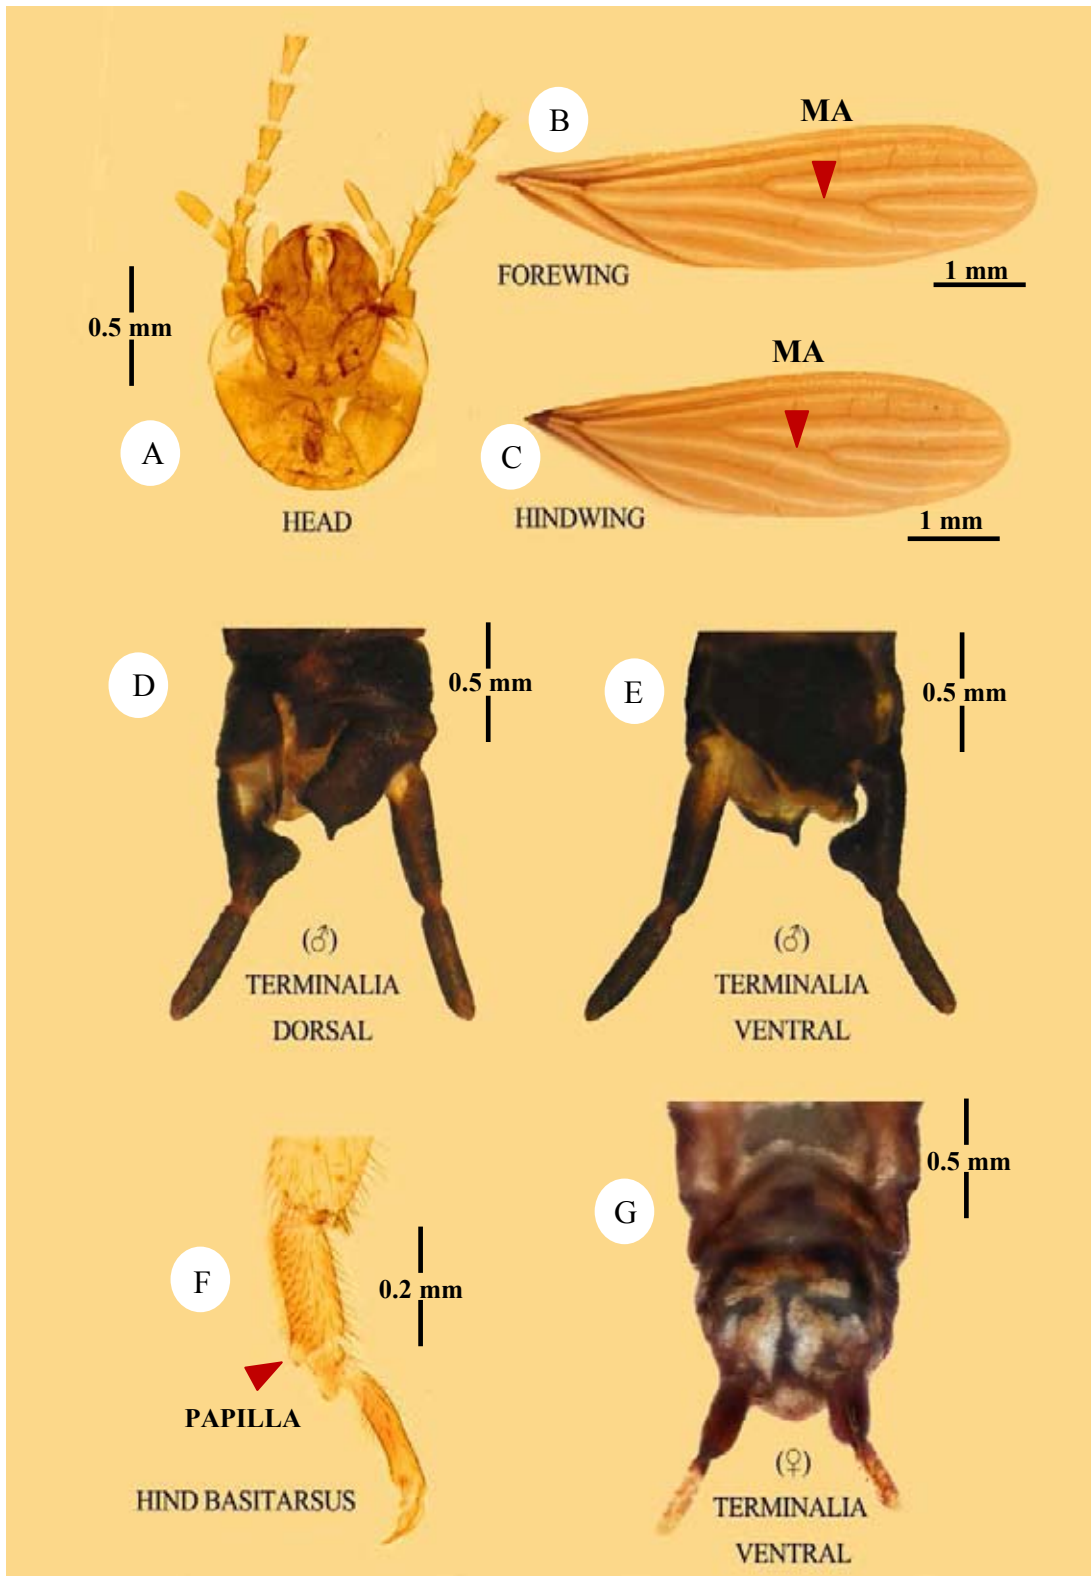 B
MA
FOREWING
1 mm
0.5 mm
MA
A
C
HEAD
HINDWING
1 mm
D
0.5 mm
E
0.5 mm
(♂)
TERMINALIA
DORSAL
(♂)
TERMINALIA
VENTRAL
F
0.2 mm
PAPILLA
HIND BASITARSUS
G
0.5 mm
(♀)
TERMINALIA
VENTRAL